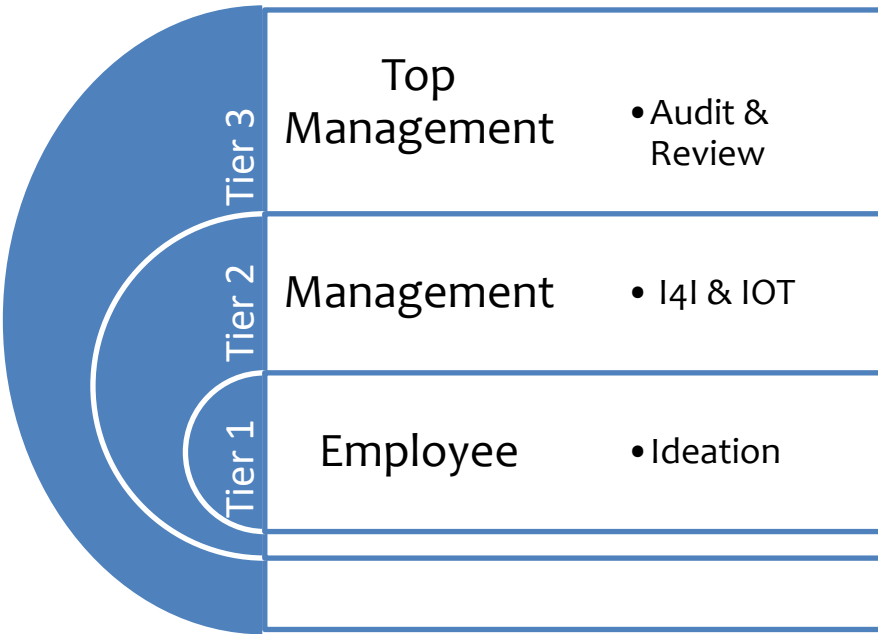 Tier 3
Top
Management
• Audit &
Review
Tier 2
Management
• I4I & IOT
Tier 1
Employee
• Ideation